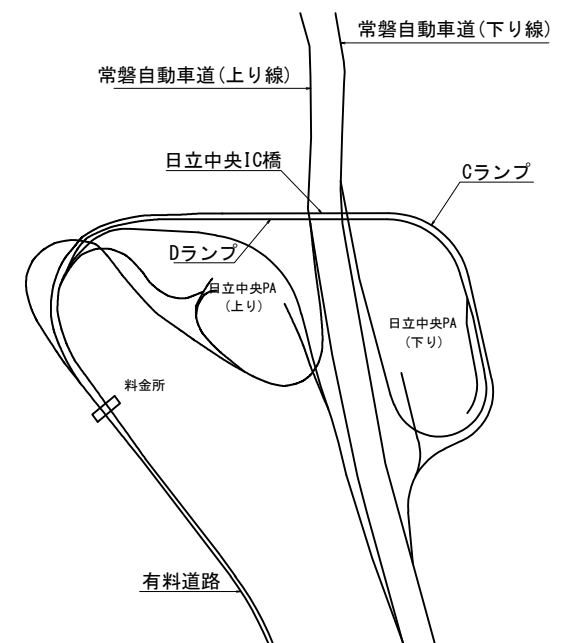 常磐自動車道(下り線)
常磐自動車道(上り線)
日立中央IC橋
Cランプ
Dランプ
日立中央PA
(上り)
日立中央PA
(下り)
料金所
有料道路